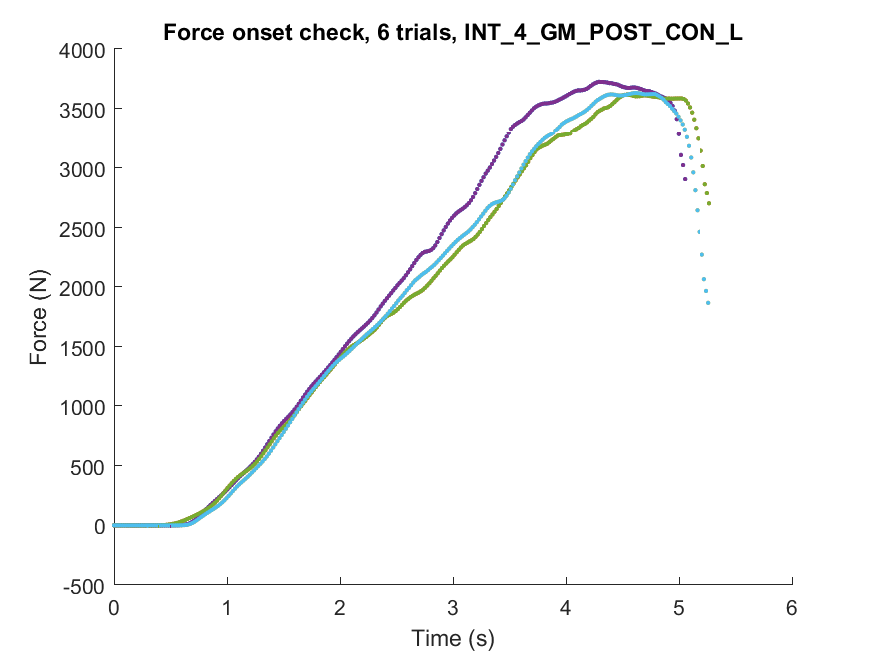 Force onset check, 6 trials, INT_4_GM_POST_CON_L
4000
3500
3000
2500
2000
1500
1000
500
0
-500
0 1 2 3 4 5 6
Force (N)
Time (s)